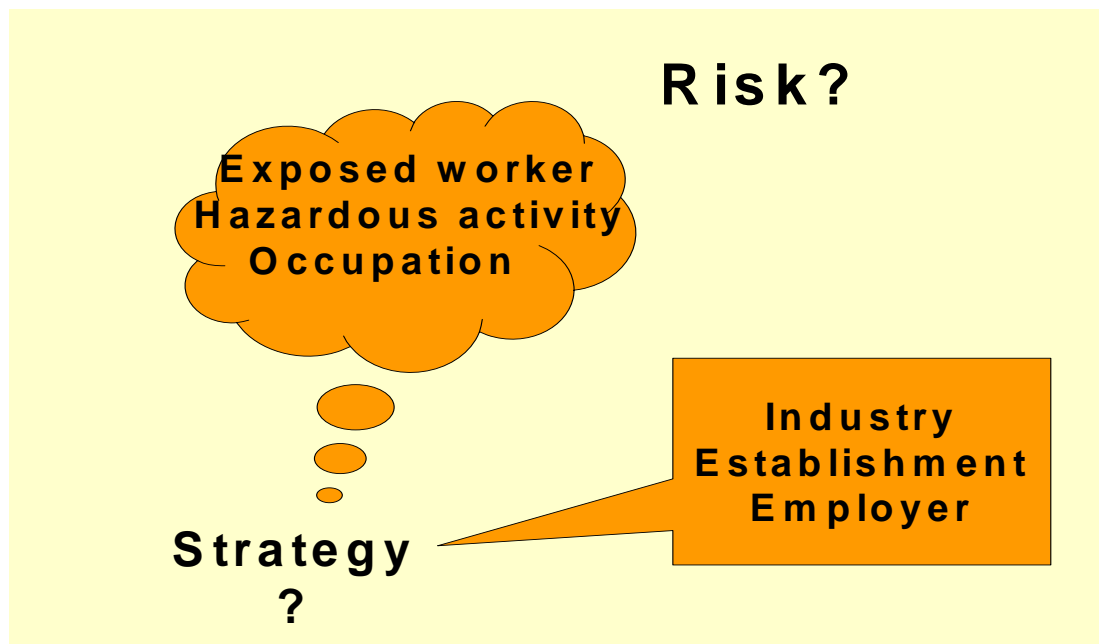 Risk?
Exposed worker
Hazardous activity
Occupation
Industry
Establishment
Employer
Strategy
?